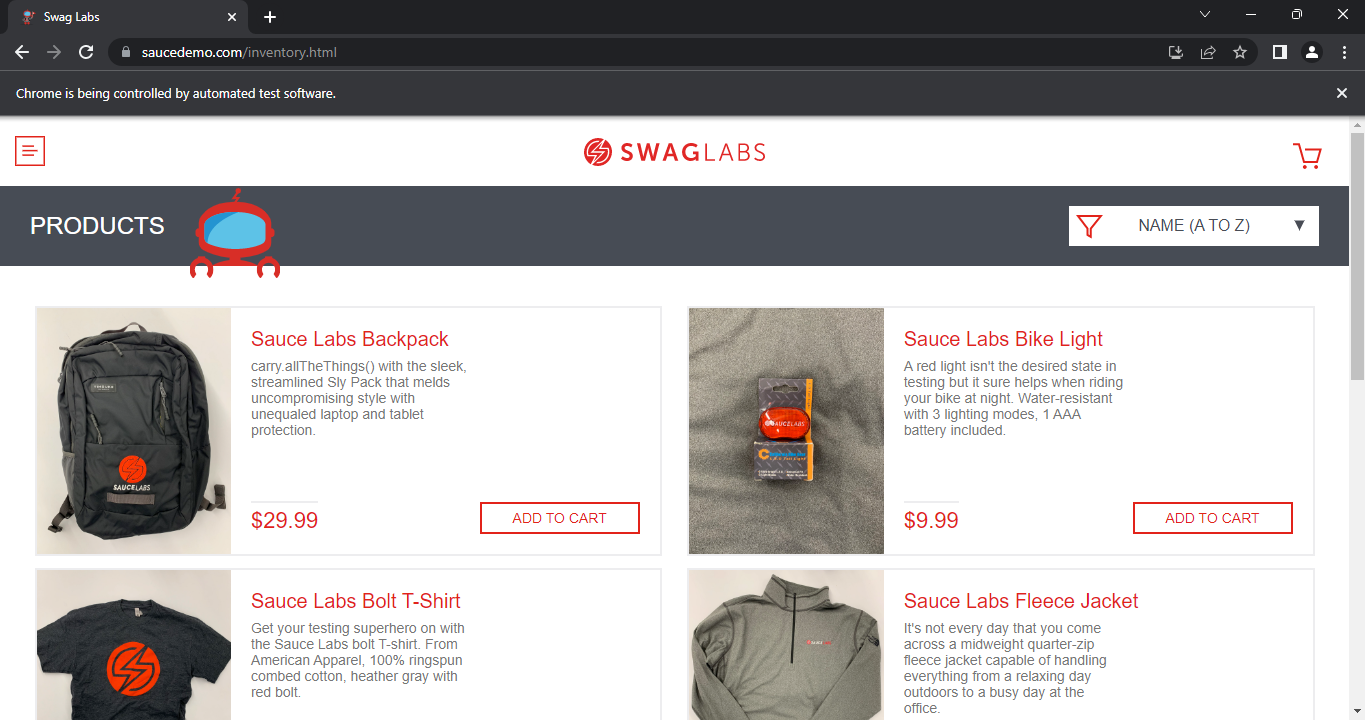 Swag Labs
saucedemo.com/inventory.html
Chrome is being controlled by automated test software.
SWAGLABS
PRODUCTS
NAME (A TO Z)
Sauce Labs Backpack
carry.allTheThings() with the sleek,
streamlined Sly Pack that melds
uncompromising style with
unequaled laptop and tablet
protection.
$29.99
ADD TO CART
SAUCELABS
Sauce Labs Bike Light
A red light isn't the desired state in
testing but it sure helps when riding
your bike at night. Water-resistant
with 3 lighting modes, 1 AAA
battery included.
$9.99
ADD TO CART
SAUCELABS
Sauce Labs Bolt T-Shirt
Get your testing superhero on with
the Sauce Labs bolt T-shirt. From
American Apparel, 100% ringspun
combed cotton, heather gray with
red bolt.
Sauce Labs Fleece Jacket
It's not every day that you come
across a midweight quarter-zip
fleece jacket capable of handling
everything from a relaxing day
outdoors to a busy day at the
office.